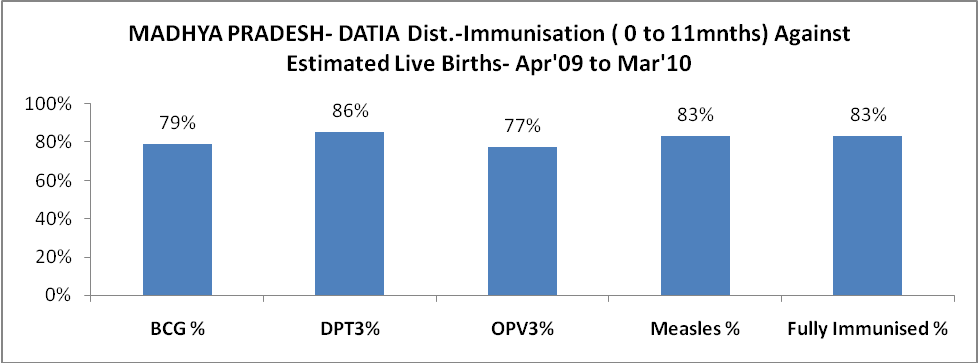 MADHYA PRADESH- DATIA Dist.-Immunisation ( 0 to 11mnths) Against
Estimated Live Births- Apr'09 to Mar'10
100%
80%
60%
40%
20%
0%
79%
86%
77%
83%
83%
BCG %
DPT3%
OPV3%
Measles %
Fully Immunised %